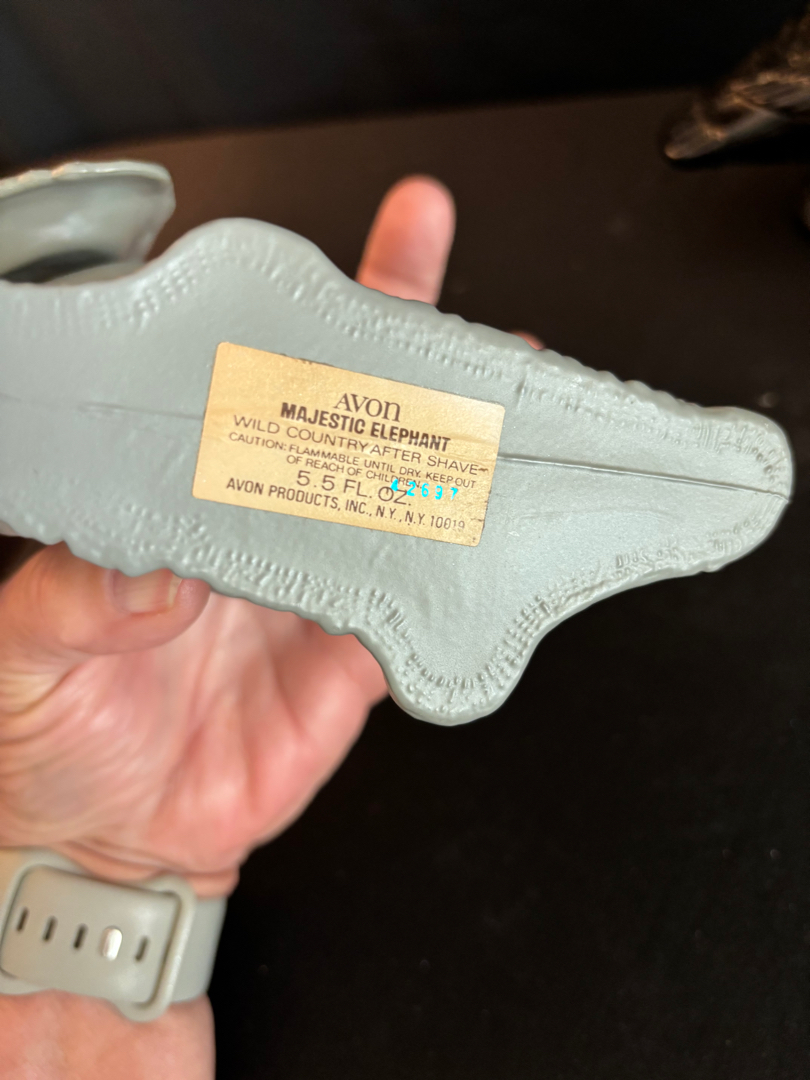 AVON
MAJESTIC ELEPHANT
WILD COUNTRY AFTER SHAVE
CAUTION: FLAMMABLE UNTIL DRY. KEEP OUT
OF REACH OF CHILDREN.
5.5 FL. OZ.
AVON PRODUCTS, INC., N.Y., N.Y. 10019